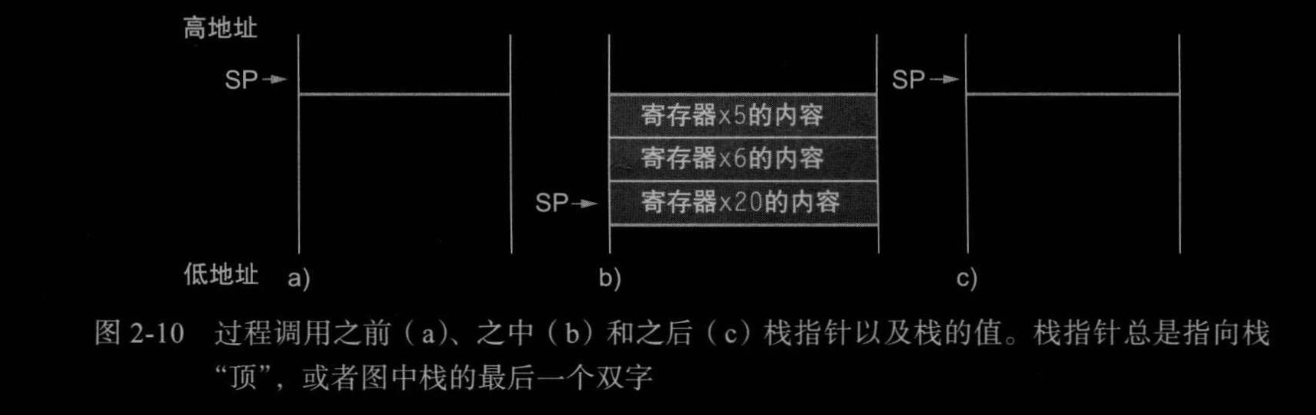 高地址
SP→
SP→
寄存器x5的内容
寄存器x6的内容
SP→ 寄存器x20的内容
低地址 a) b) c)
图 2-10 过程调用之前（a）、之中（b）和之后（c）栈指针以及栈的值。栈指针总是指向栈
“顶”，或者图中栈的最后一个双字